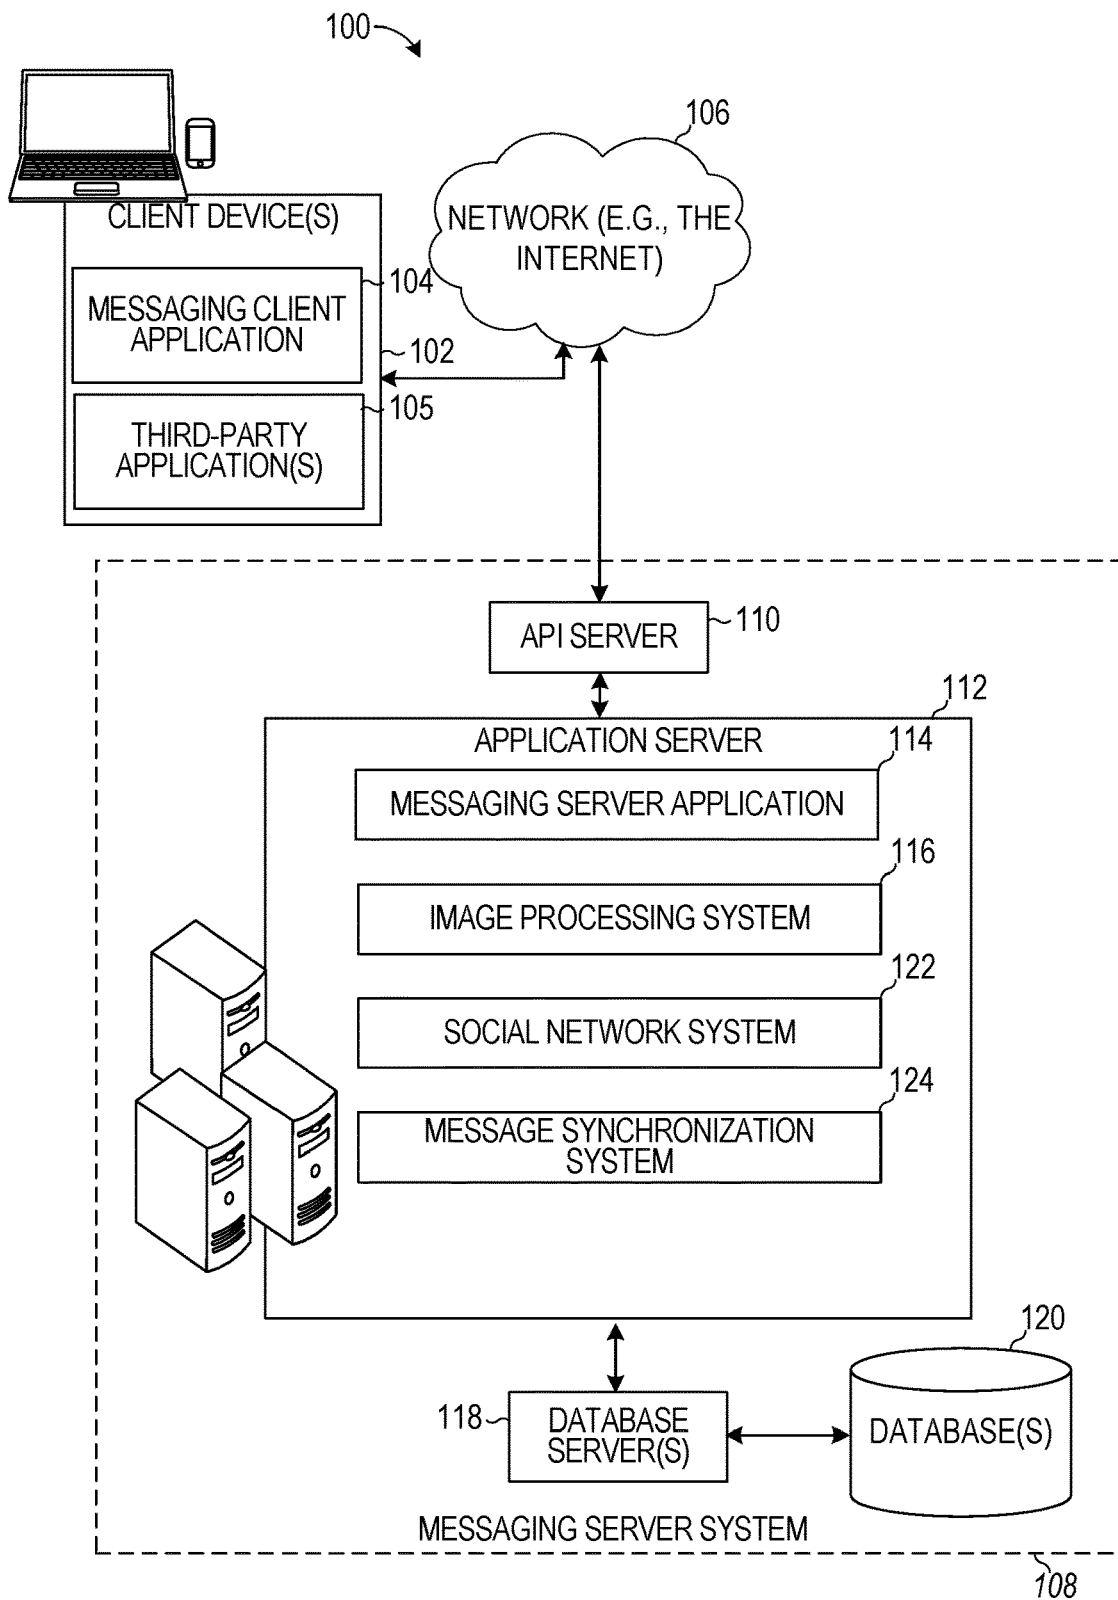 100
106
CLIENT DEVICE(S)
NETWORK (E.G., THE
INTERNET)
104
MESSAGING CLIENT
APPLICATION
102
105
THIRD-PARTY
APPLICATION(S)
API SERVER
110
112
APPLICATION SERVER
114
MESSAGING SERVER APPLICATION
116
IMAGE PROCESSING SYSTEM
122
SOCIAL NETWORK SYSTEM
124
MESSAGE SYNCHRONIZATION
SYSTEM
120
118
DATABASE
SERVER(S)
DATABASE(S)
MESSAGING SERVER SYSTEM
108